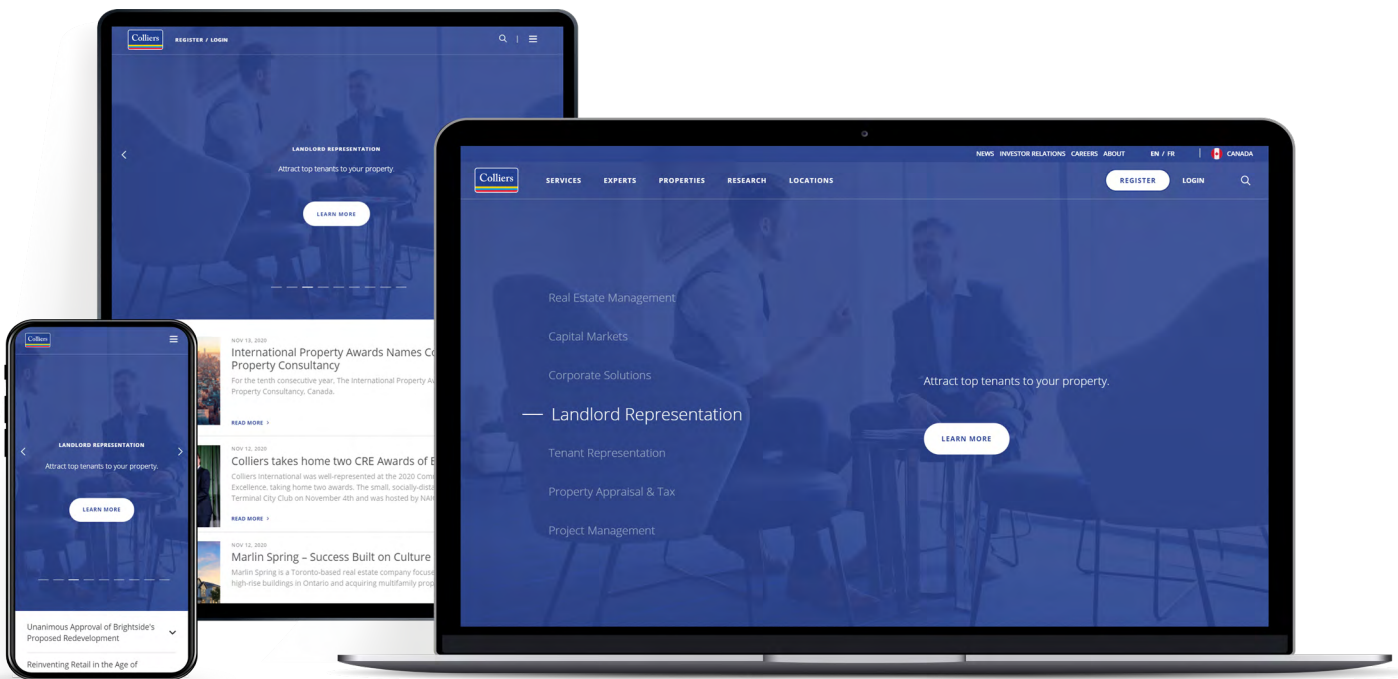 Colliers
REGISTER / LOGIN
LANDLORD REPRESENTATION
Attract top tenants to your property.
LEARN MORE
NOV 13, 2020
International Property Awards Names Co
Property Consultancy
For the tenth consecutive year, The International Property Aw
Property Consultancy, Canada.
READ MORE
NOV 12, 2020
Colliers takes home two CRE Awards of E
Colliers International was well-represented at the 2020 Com
Excellence, taking home two awards. The small, socially-dista
Terminal City Club on November 4th and was hosted by NAI
READ MORE
NOV 12, 2020
Marlin Spring – Success Built on Culture
Marlin Spring is a Toronto-based real estate company focuse
high-rise buildings in Ontario and acquiring multifamily prop
Colliers
LANDLORD REPRESENTATION
Attract top tenants to your property.
LEARN MORE
Unanimous Approval of Brightside's
Proposed Redevelopment
Reinventing Retail in the Age of
NEWS INVESTOR RELATIONS CAREERS ABOUT EN / FR | CANADA
Colliers SERVICES EXPERTS PROPERTIES RESEARCH LOCATIONS REGISTER LOGIN
Real Estate Management
Capital Markets
Corporate Solutions
Landlord Representation
Tenant Representation
Property Appraisal & Tax
Project Management
Attract top tenants to your property.
LEARN MORE